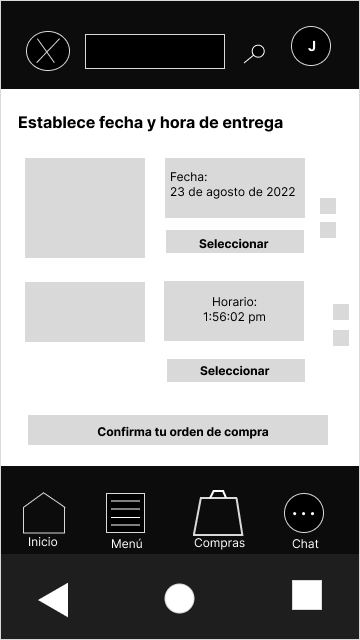 J
Establece fecha y hora de entrega
Fecha:
23 de agosto de 2022
Seleccionar
Horario:
1:56:02 pm
Seleccionar
Confirma tu orden de compra
Inicio
Menú
Compras
Chat